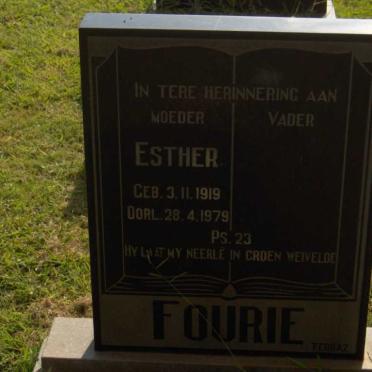 IN TERE HERINNERING AAN
MOEDER VADER
ESTHER
GEB. 3.11.1919
OORL. 28.4.1979
PS. 23
HY LAAT MY NEERLÊ IN GROEN WEIVELDE
FOURIE